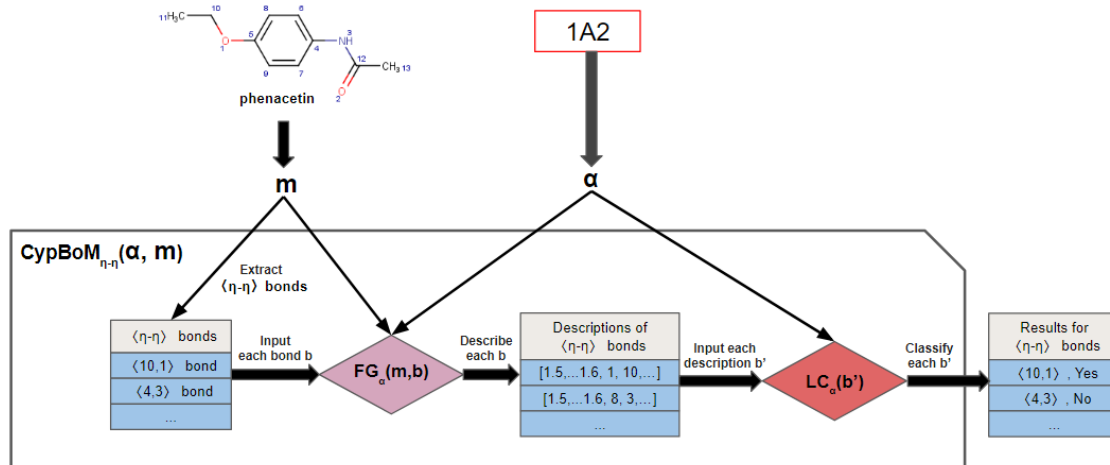 10
8
6
3
11
H₃C
NH
O
1
5
4
12
9
7
CH₃
13
O
2
phenacetin
1A2
m
α
CypBoM η-η(α, m)
Extract
⟨η-η⟩ bonds
⟨η-η⟩ bonds
⟨10,1⟩ bond
⟨4,3⟩ bond
...
Input
each bond b
FGα(m,b)
Describe
each b
Descriptions of
⟨η-η⟩ bonds
[1.5,...1.6, 1, 10,...]
[1.5,...1.6, 8, 3,...]
...
Input each
description b’
LCα(b’)
Classify
each b’
Results for
⟨η-η⟩ bonds
⟨10,1⟩ , Yes
⟨4,3⟩ , No
...